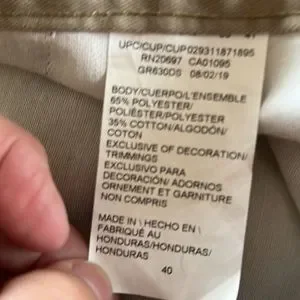 UPC/CUP/CUP029311871895
RN20697 CA01095
GR630DS 08/02/19
BODY/CUERPO/L'ENSEMBLE
65% POLYESTER/
POLIÉSTER/POLYESTER
35% COTTON/ALGODÓN/
COTON
EXCLUSIVE OF DECORATION/
TRIMMINGS
EXCLUSIVO PARA
DECORACIÓN/ ADORNOS
ORNEMENT ET GARNITURE
NON COMPRIS
MADE IN \ HECHO EN \
FABRIQUÉ AU
HONDURAS/HONDURAS/
HONDURAS
40